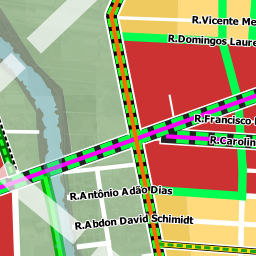 R.Vicente Me
R.Domingos Laure
R.Francisco
R.Carolin
R.Antônio Adão Dias
R.Abdon David Schimidt